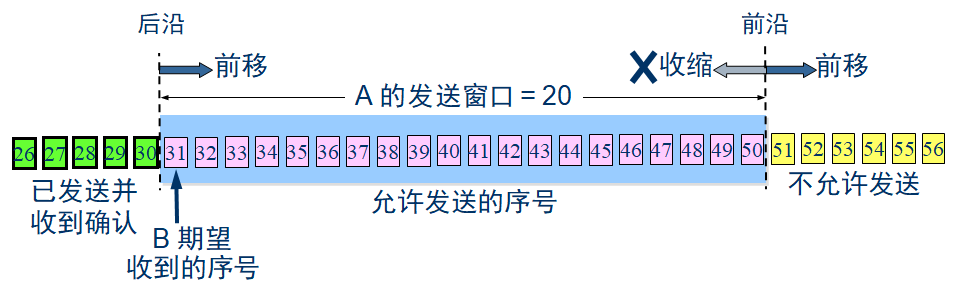 后沿
前沿
前移
收缩
前移
A 的发送窗口 = 20
26 27 28 29 30 31 32 33 34 35 36 37 38 39 40 41 42 43 44 45 46 47 48 49 50 51 52 53 54 55 56
已发送并
收到确认
允许发送的序号
不允许发送
B 期望
收到的序号